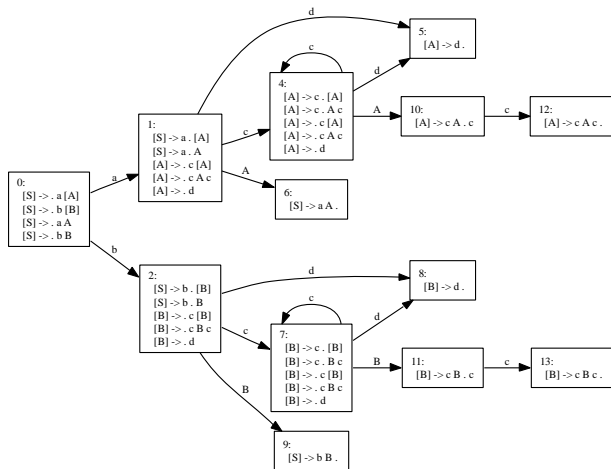 0:
[S] -> . a [A]
[S] -> . b [B]
[S] -> . a A
[S] -> . b B
a
b
1:
[S] -> a . [A]
[S] -> a . A
[A] -> . c [A]
[A] -> . c A c
[A] -> . d
d
c
A
2:
[S] -> b . [B]
[S] -> b . B
[B] -> . c [B]
[B] -> . c B c
[B] -> . d
d
c
B
c
4:
[A] -> c . [A]
[A] -> c . A c
[A] -> . c [A]
[A] -> . c A c
[A] -> . d
d
A
5:
[A] -> d .
6:
[S] -> a A .
c
7:
[B] -> c . [B]
[B] -> c . B c
[B] -> . c [B]
[B] -> . c B c
[B] -> . d
d
B
8:
[B] -> d .
9:
[S] -> b B .
10:
[A] -> c A . c
c
12:
[A] -> c A c .
11:
[B] -> c B . c
c
13:
[B] -> c B c .